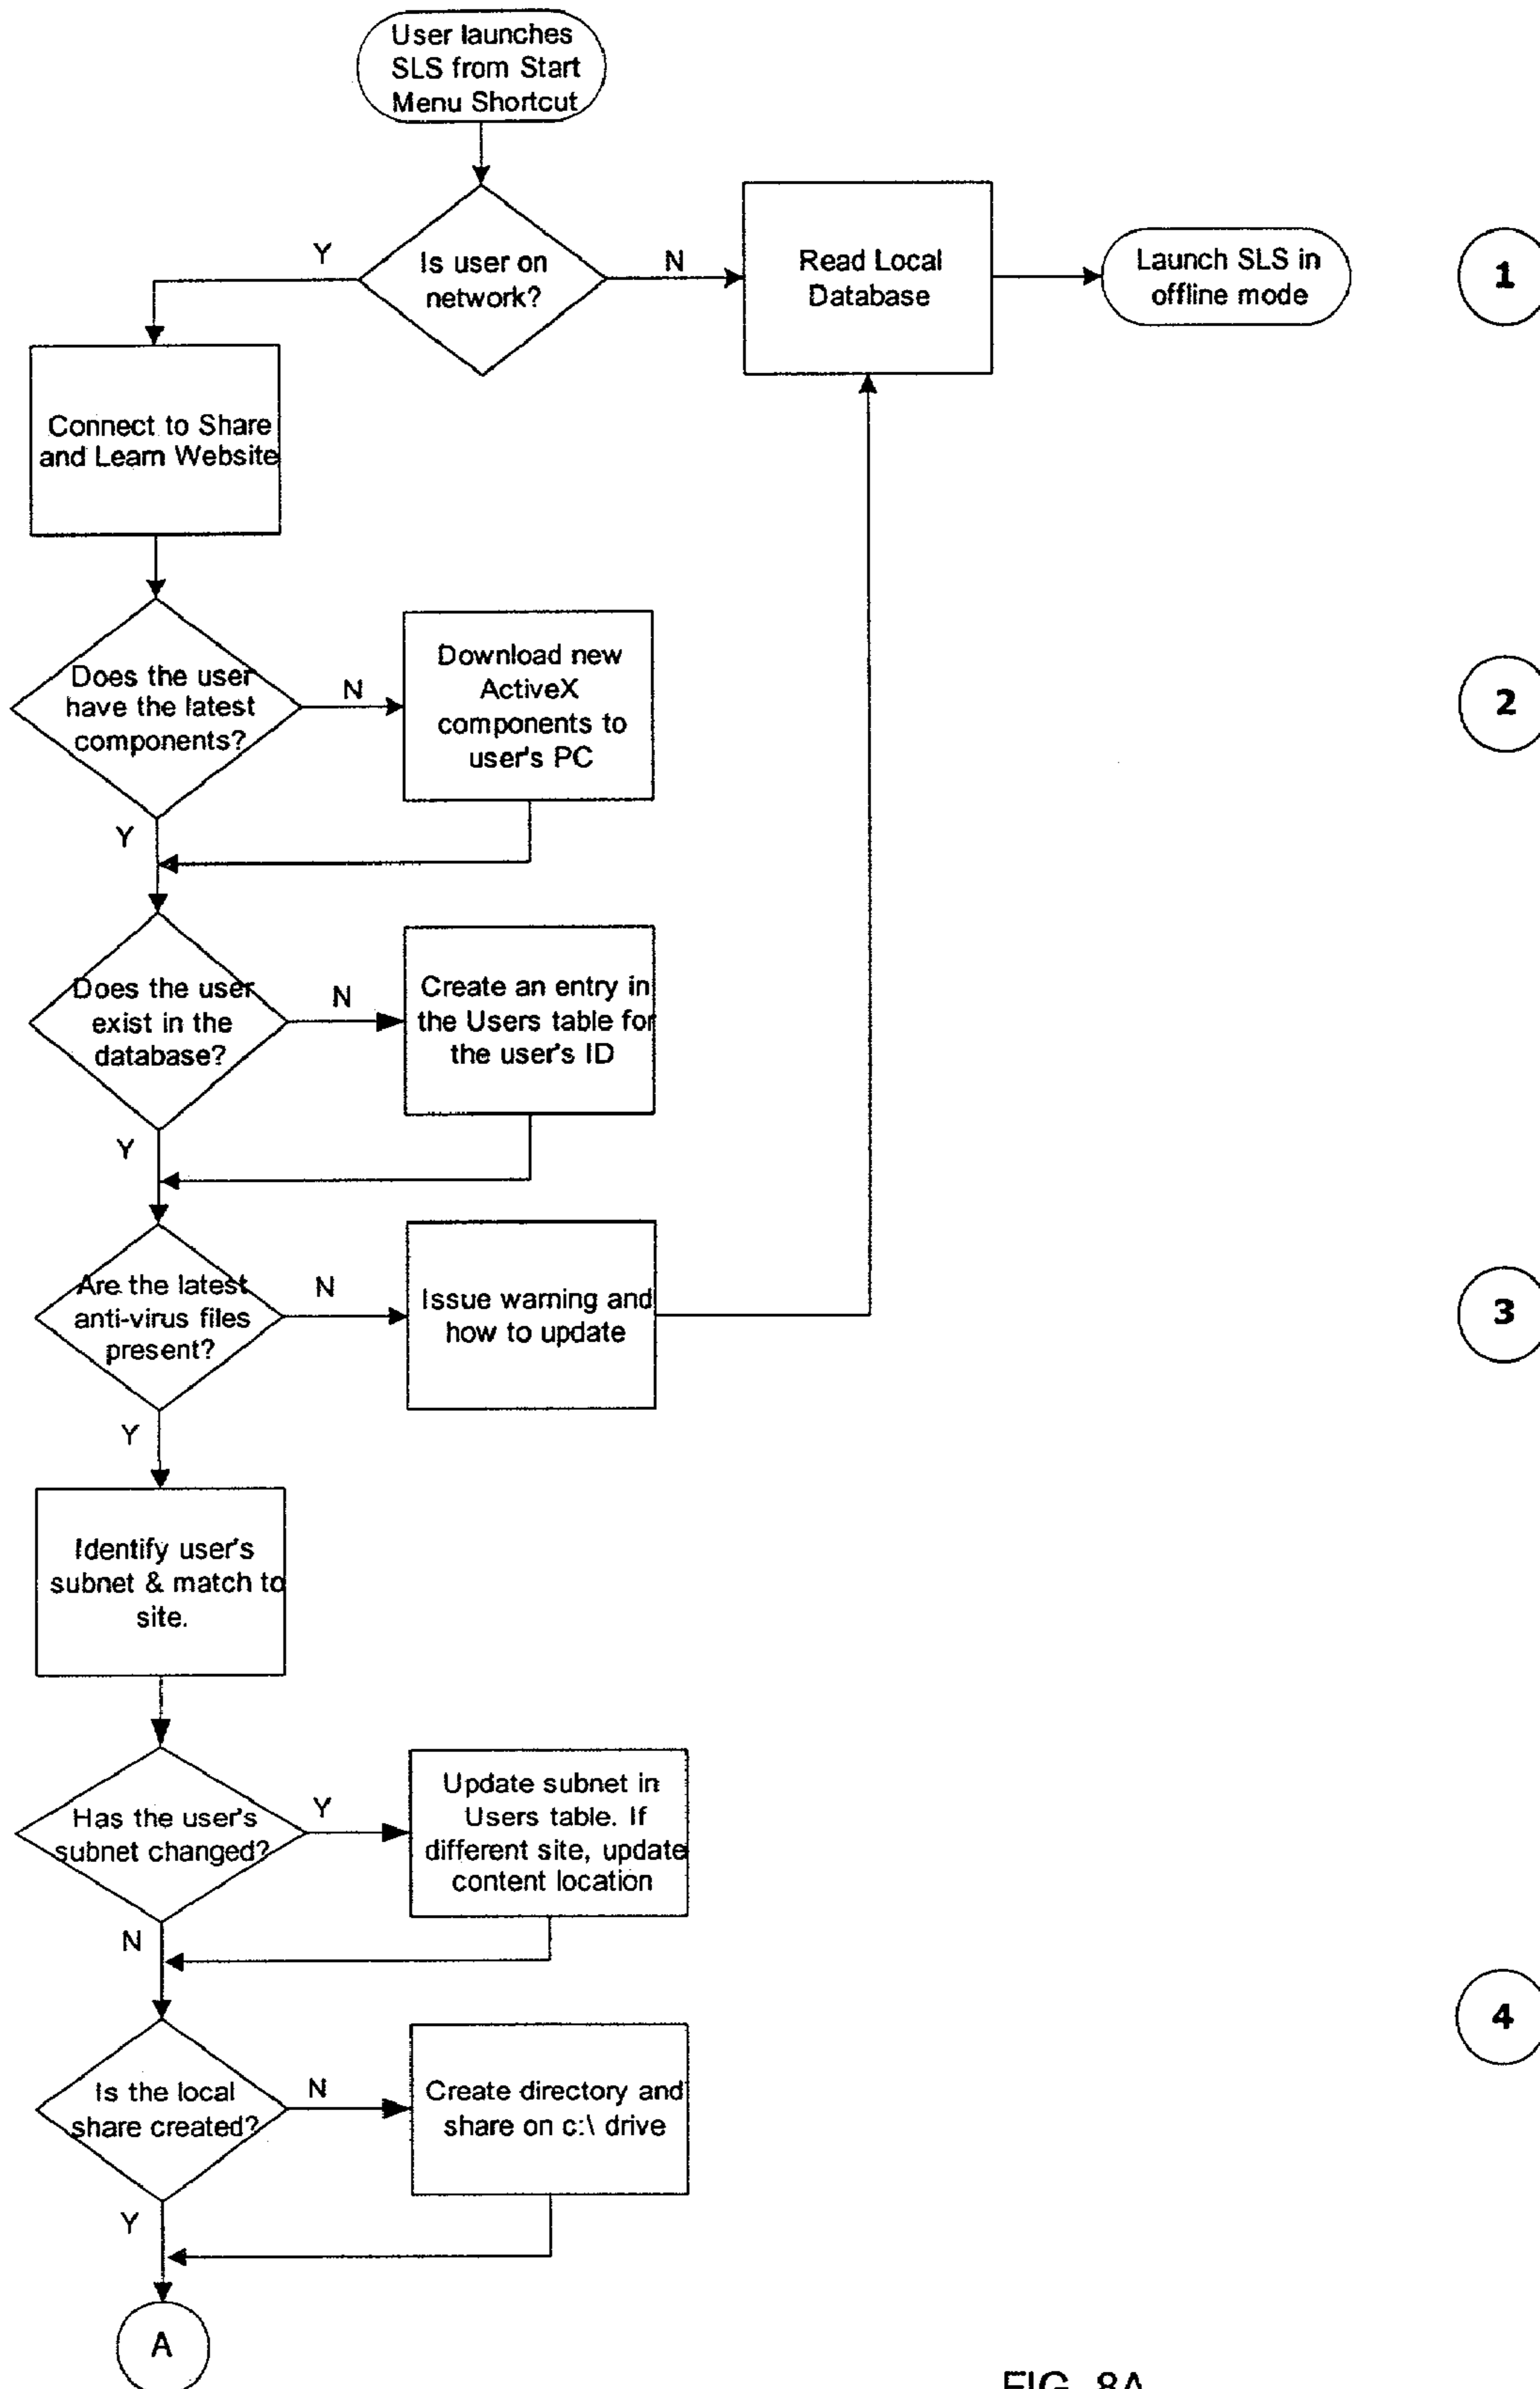 User launches
SLS from Start
Menu Shortcut
Y
Is user on
network?
N
Read Local
Database
Launch SLS in
offline mode
1
Connect to Share
and Learn Website
Does the user
have the latest
components?
N
Download new
ActiveX
components to
user's PC
2
Y
Does the user
exist in the
database?
N
Create an entry in
the Users table for
the user's ID
Y
Are the latest
anti-virus files
present?
N
Issue warning and
how to update
3
Y
Identify user's
subnet & match to
site.
Has the user's
subnet changed?
Y
Update subnet in
Users table. If
different site, update
content location
N
4
Is the local
share created?
N
Create directory and
share on c:\ drive
Y
A
FIG. 8A